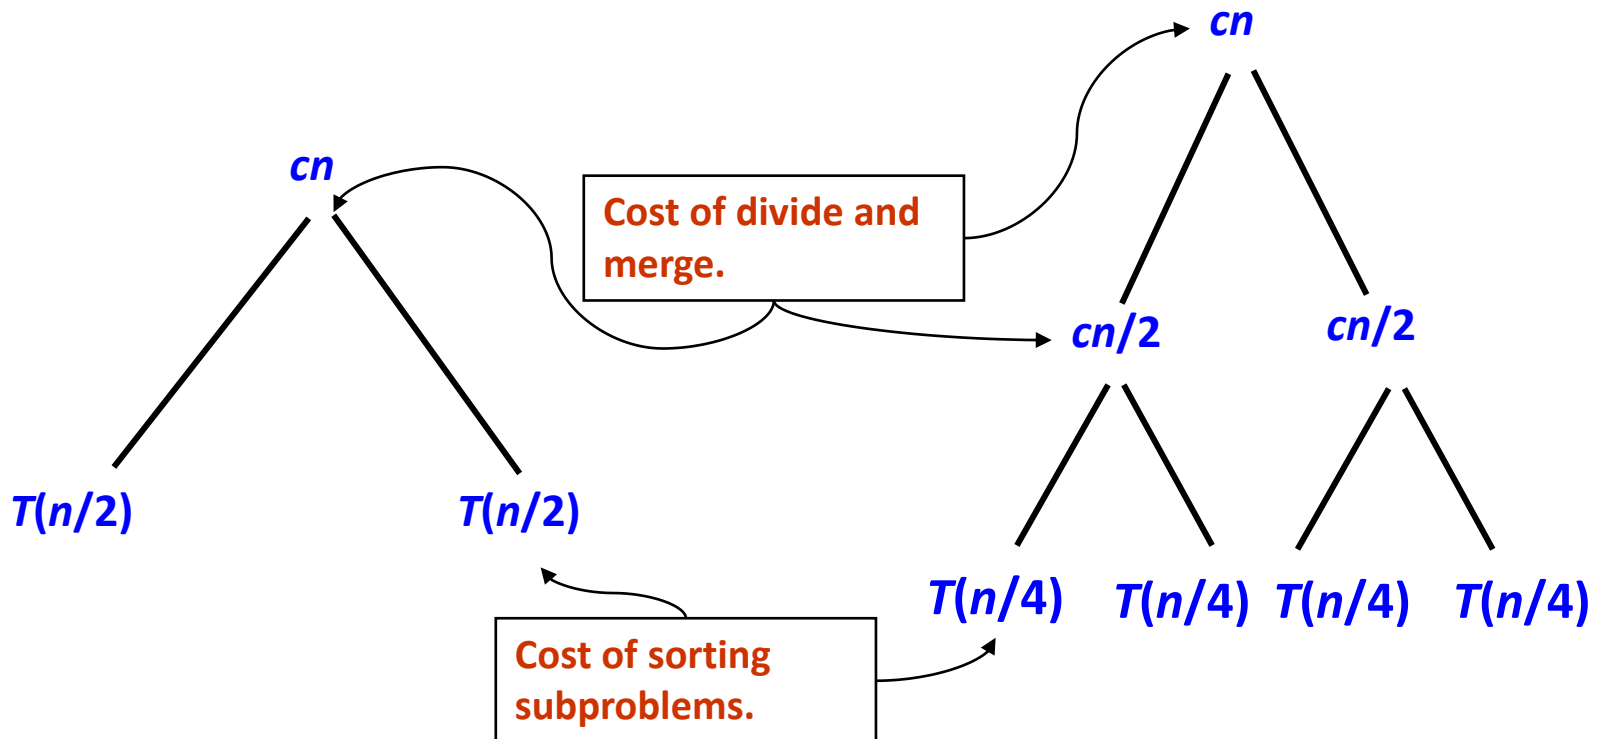 cn
cn
Cost of divide and
merge.
cn/2
cn/2
T(n/2)
T(n/2)
T(n/4)
T(n/4)
T(n/4)
T(n/4)
Cost of sorting
subproblems.